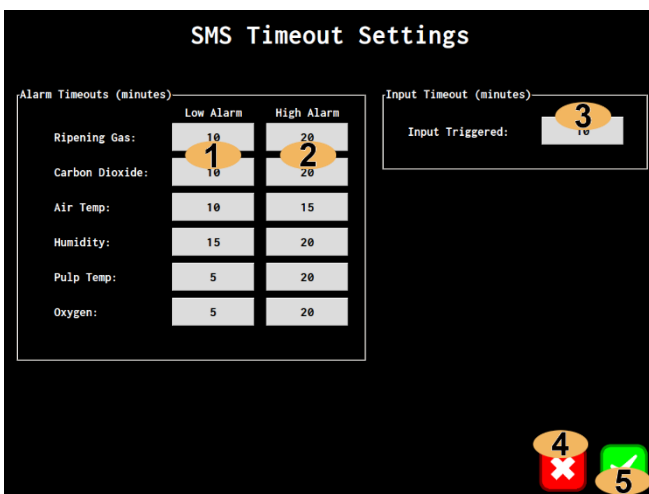 SMS Timeout Settings
Alarm Timeouts (minutes)
Low Alarm High Alarm
Ripening Gas: 10 20
1 2
Carbon Dioxide: 10 20
Air Temp: 10 15
Humidity: 15 20
Pulp Temp: 5 20
Oxygen: 5 20
Input Timeout (minutes)
3
Input Triggered: 10
4
5